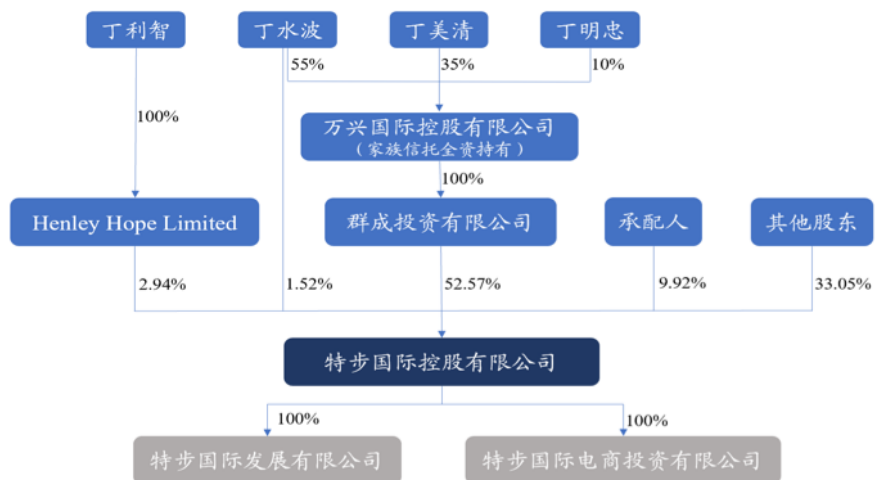 丁利智
丁水波
丁美清
丁明忠
55%
35%
10%
100%
万兴国际控股有限公司
（家族信托全资持有）
100%
Henley Hope Limited
群成投资有限公司
承配人
其他股东
2.94%
1.52%
52.57%
9.92%
33.05%
特步国际控股有限公司
100%
100%
特步国际发展有限公司
特步国际电商投资有限公司